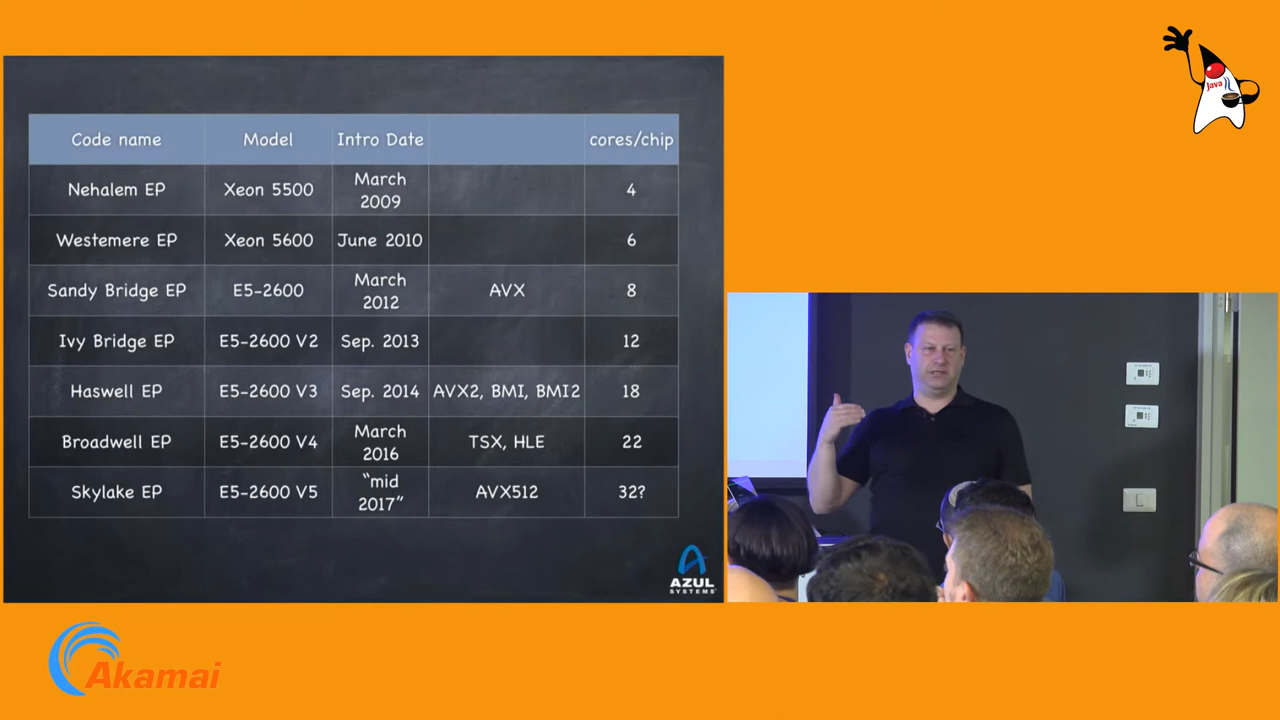 Java
Code name Model Intro Date cores/chip
Nehalem EP Xeon 5500 March 2009 4
Westemere EP Xeon 5600 June 2010 6
Sandy Bridge EP E5-2600 March 2012 AVX 8
Ivy Bridge EP E5-2600 V2 Sep. 2013 12
Haswell EP E5-2600 V3 Sep. 2014 AVX2, BMI, BMI2 18
Broadwell EP E5-2600 V4 March 2016 TSX, HLE 22
Skylake EP E5-2600 V5 “mid 2017” AVX512 32?
AZUL
SYSTEMS
Akamai